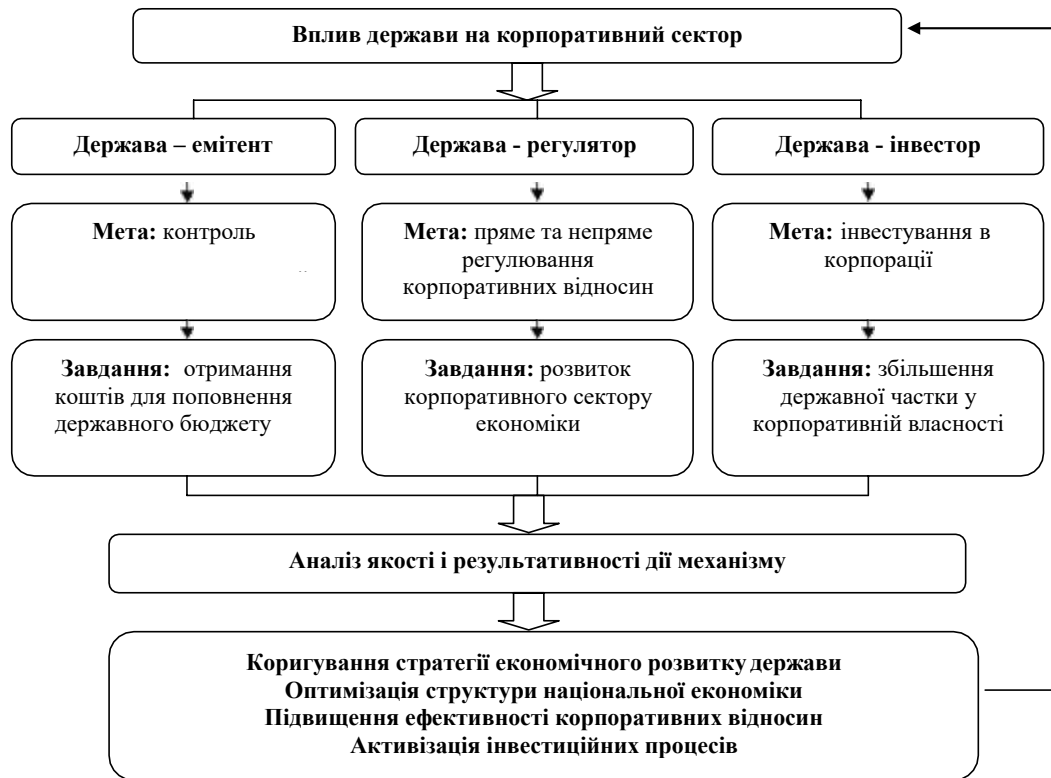 Вплив держави на корпоративний сектор
Держава – емітент
Держава - регулятор
Держава - інвестор
Мета: контроль
Мета: пряме та непряме
регулювання
корпоративних відносин
Мета: інвестування в
корпорації
Завдання: отримання
коштів для поповнення
державного бюджету
Завдання: розвиток
корпоративного сектору
економіки
Завдання: збільшення
державної частки у
корпоративній власності
Аналіз якості і результативності дії механізму
Коригування стратегії економічного розвитку держави
Оптимізація структури національної економіки
Підвищення ефективності корпоративних відносин
Активізація інвестиційних процесів